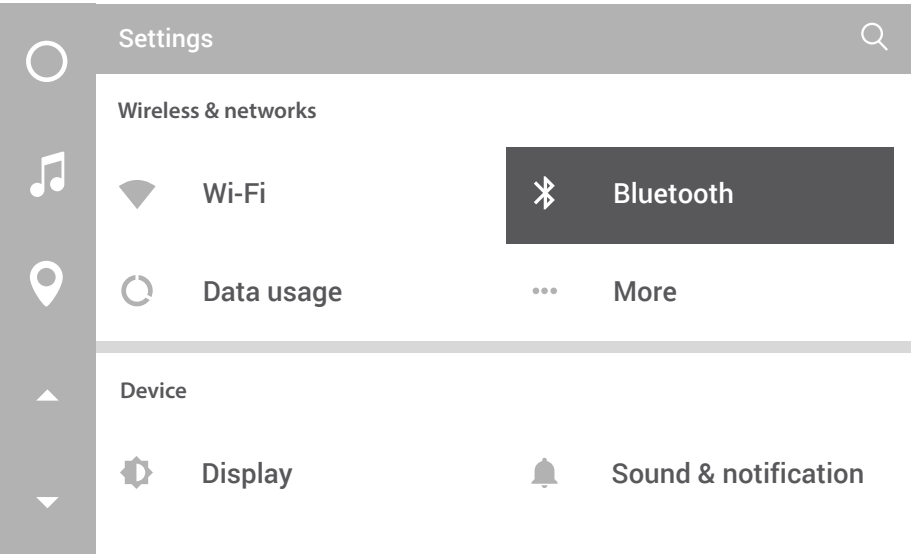 Settings
Wireless & networks
Wi-Fi
Bluetooth
Data usage
More
Device
Display
Sound & notification